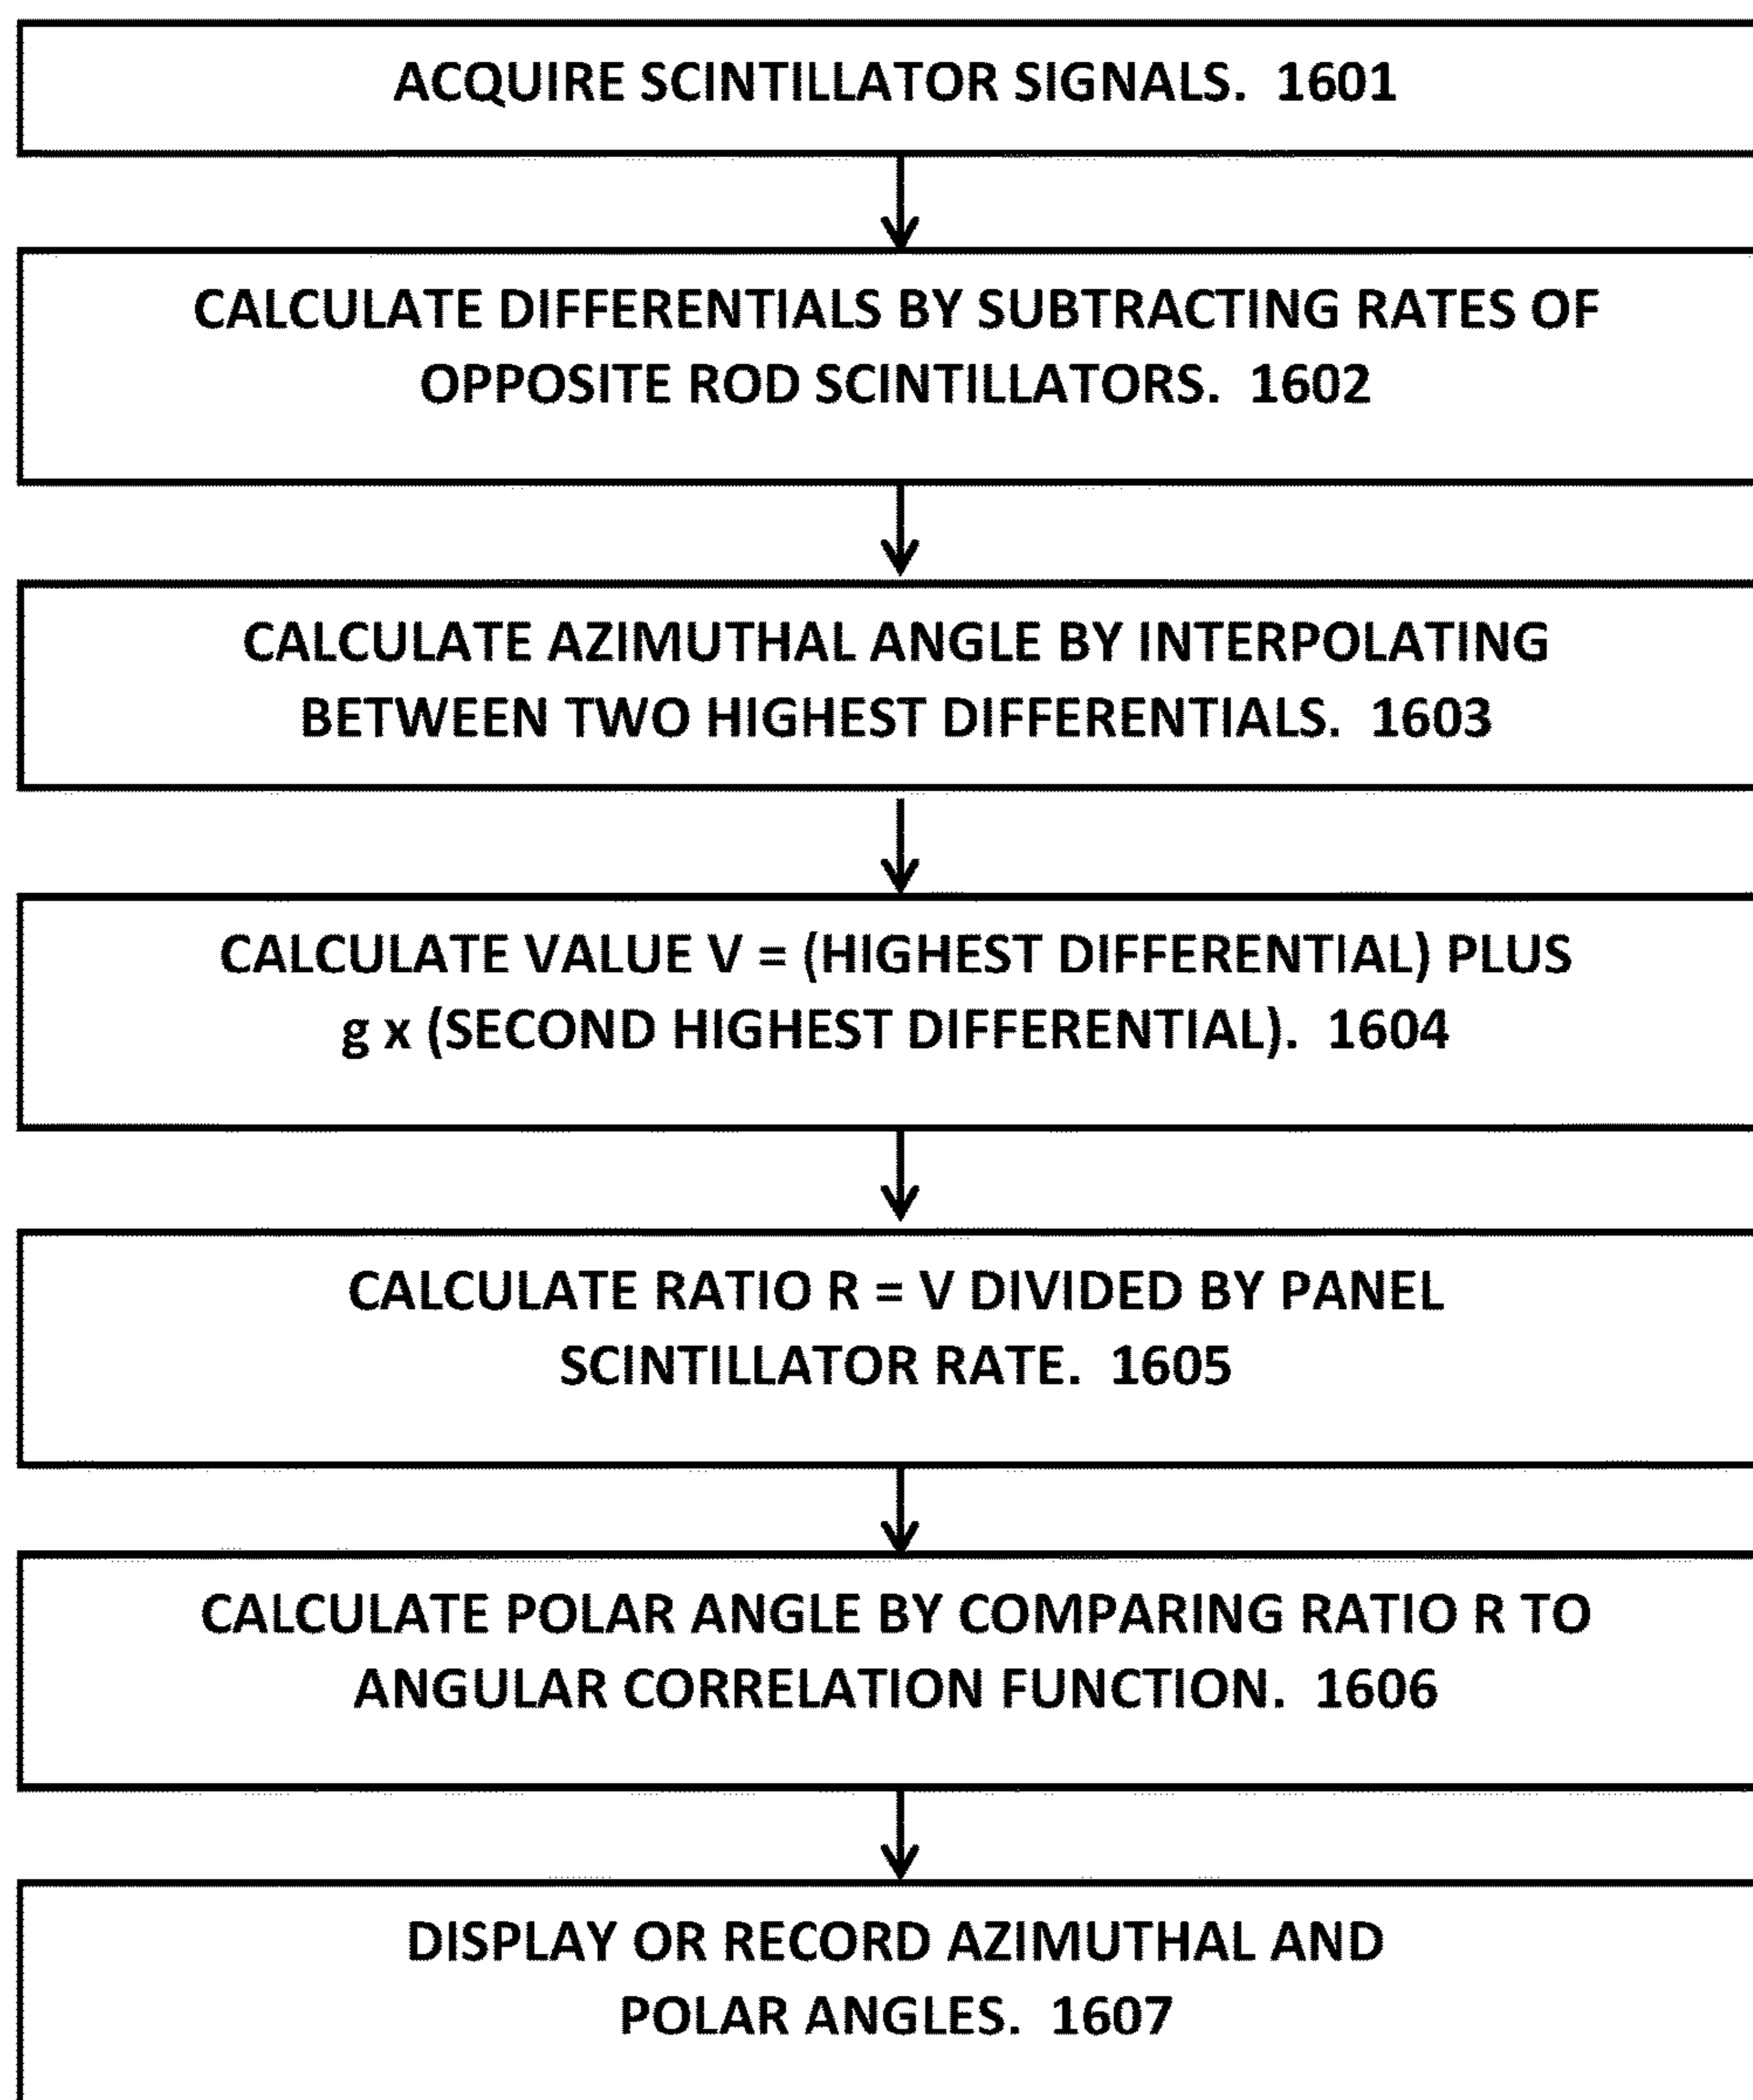 ACQUIRE SCINTILLATOR SIGNALS. 1601
CALCULATE DIFFERENTIALS BY SUBTRACTING RATES OF
OPPOSITE ROD SCINTILLATORS. 1602
CALCULATE AZIMUTHAL ANGLE BY INTERPOLATING
BETWEEN TWO HIGHEST DIFFERENTIALS. 1603
CALCULATE VALUE V = (HIGHEST DIFFERENTIAL) PLUS
g x (SECOND HIGHEST DIFFERENTIAL). 1604
CALCULATE RATIO R = V DIVIDED BY PANEL
SCINTILLATOR RATE. 1605
CALCULATE POLAR ANGLE BY COMPARING RATIO R TO
ANGULAR CORRELATION FUNCTION. 1606
DISPLAY OR RECORD AZIMUTHAL AND
POLAR ANGLES. 1607